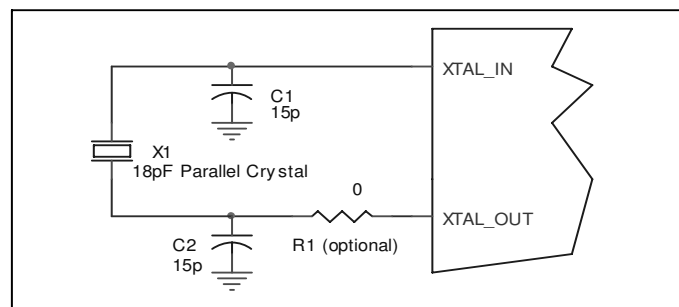 XTAL_IN
C1
15p
X1
18pF Parallel Crystal
0
XTAL_OUT
C2
15p
R1 (optional)